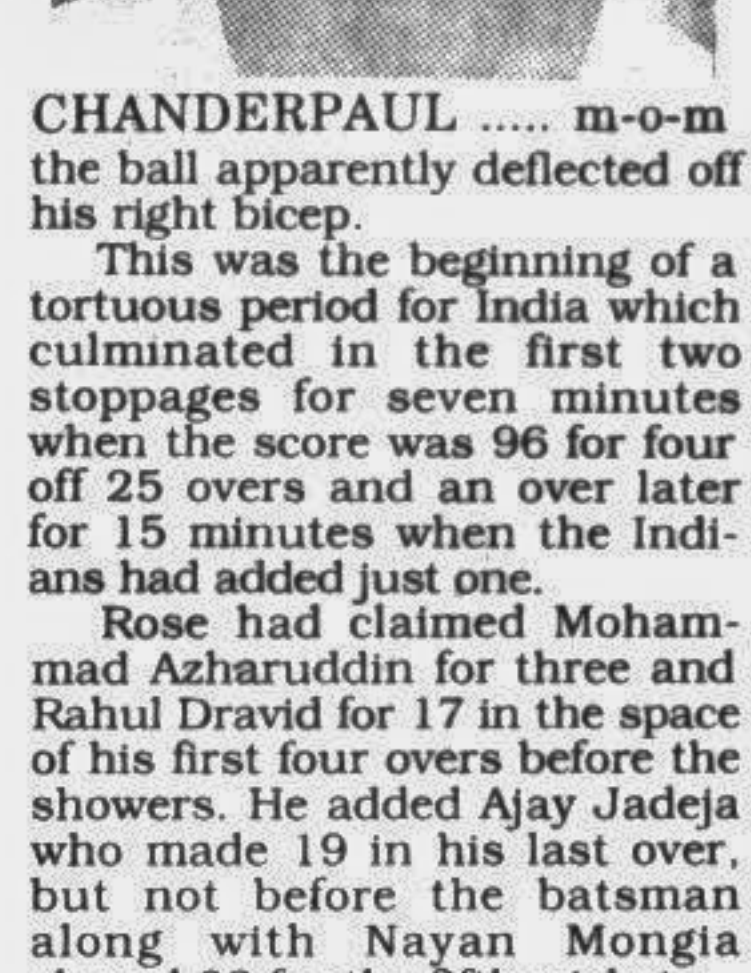 CHANDERPAUL ..... m-o-m
the ball apparently deflected off
his right bicep.
This was the beginning of a
tortuous period for India which
culminated in the first two
stoppages for seven minutes
when the score was 96 for four
off 25 overs and an over later
for 15 minutes when the Indi-
ans had added just one.
Rose had claimed Moham-
mad Azharuddin for three and
Rahul Dravid for 17 in the space
of his first four overs before the
showers. He added Ajay Jadeja
who made 19 in his last over,
but not before the batsman
along with Nayan Mongia